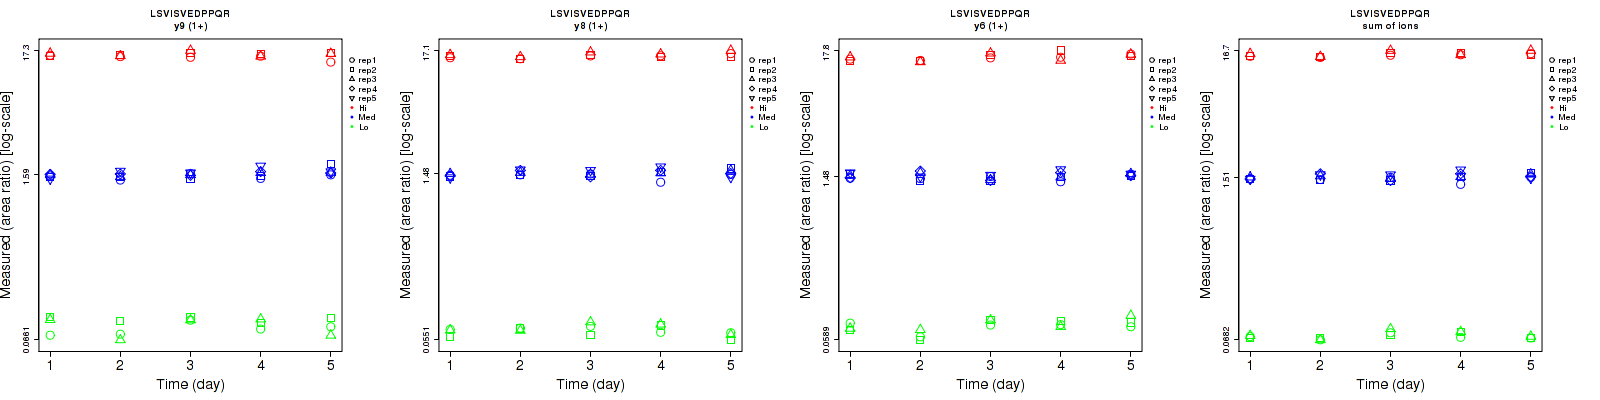 LSVISVEDPPQR
y9 (1+)
Measured (area ratio) [log-scale]
17.3
1.59
0.0661
1 2 3 4 5
Time (day)
rep1
rep2
rep3
rep4
rep5
Hi
Med
Lo
LSVISVEDPPQR
y8 (1+)
Measured (area ratio) [log-scale]
17.1
1.48
0.0551
1 2 3 4 5
Time (day)
rep1
rep2
rep3
rep4
rep5
Hi
Med
Lo
LSVISVEDPPQR
y6 (1+)
Measured (area ratio) [log-scale]
17.8
1.48
0.0589
1 2 3 4 5
Time (day)
rep1
rep2
rep3
rep4
rep5
Hi
Med
Lo
LSVISVEDPPQR
sum of ions
Measured (area ratio) [log-scale]
16.7
1.51
0.0682
1 2 3 4 5
Time (day)
rep1
rep2
rep3
rep4
rep5
Hi
Med
Lo